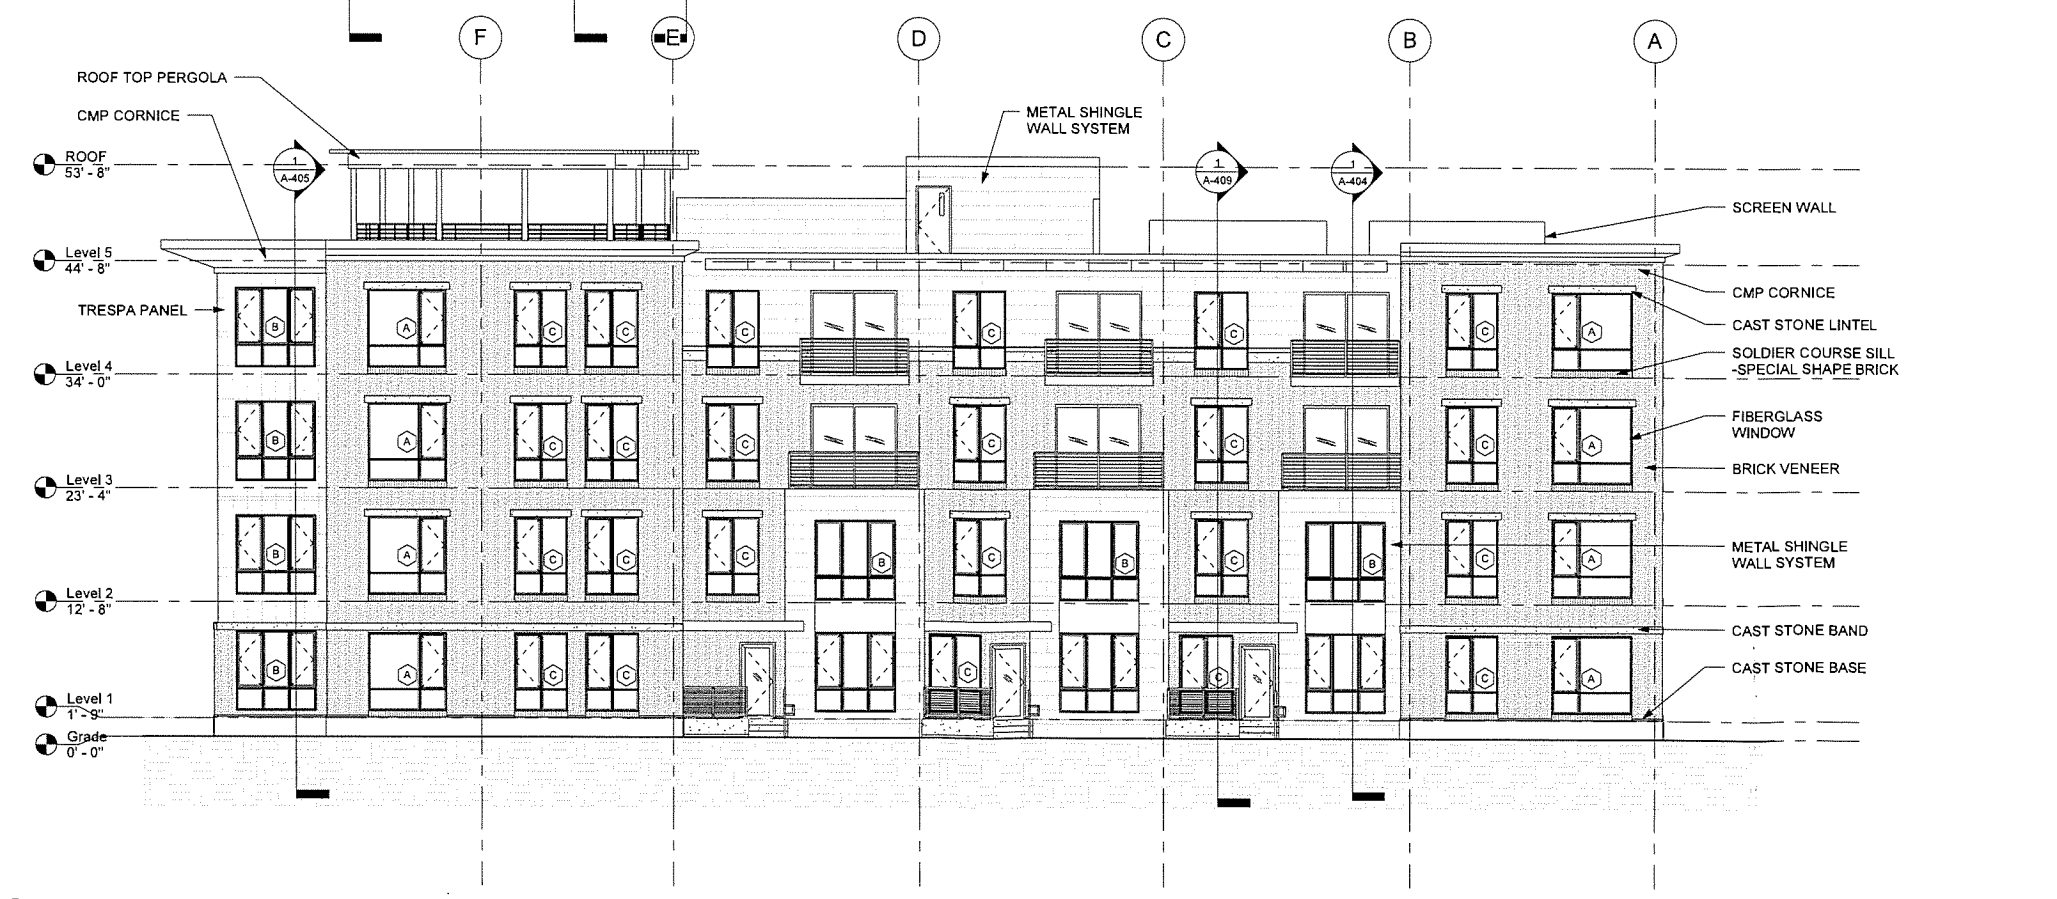 F
E
D
C
B
A
ROOF TOP PERGOLA
CMP CORNICE
METAL SHINGLE
WALL SYSTEM
ROOF
53' - 8"
1
A-405
1
A-409
1
A-404
SCREEN WALL
Level 5
44' - 8"
CMP CORNICE
TRESPA PANEL
CAST STONE LINTEL
B
A
C
C
C
C
C
C
A
SOLDIER COURSE SILL
-SPECIAL SHAPE BRICK
Level 4
34' - 0"
FIBERGLASS
WINDOW
B
A
C
C
C
C
C
C
A
BRICK VENEER
Level 3
23' - 4"
METAL SHINGLE
WALL SYSTEM
B
A
C
C
C
B
C
B
C
B
C
A
Level 2
12' - 8"
CAST STONE BAND
CAST STONE BASE
B
A
C
C
C
C
C
A
Level 1
1' - 9"
Grade
0' - 0"